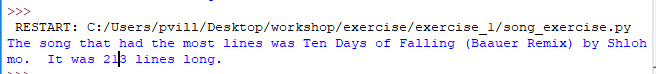 >>>
RESTART: C:/Users/pvill/Desktop/workshop/exercise/exercise_1/song_exercise.py
The song that had the most lines was Ten Days of Falling (Baauer Remix) by Shloh
mo.  It was 213 lines long.
>>>